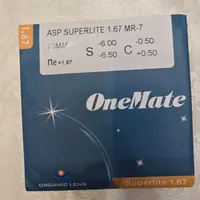 1.67
ASP SUPERLITE 1.67 MR-7
75MM S -6.00 C -0.50
-6.50 +0.50
ne=1.67
OneMate
ORGANIC LENS
Superlite 1.67